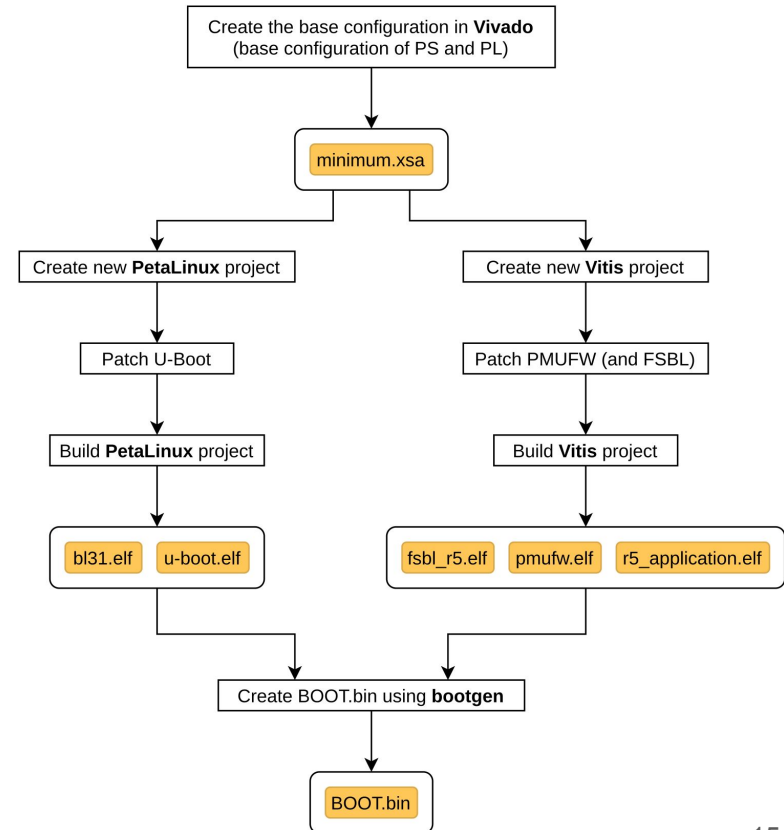 Create the base configuration in Vivado
(base configuration of PS and PL)
minimum.xsa
Create new PetaLinux project
Create new Vitis project
Patch U-Boot
Patch PMUFW (and FSBL)
Build PetaLinux project
Build Vitis project
bl31.elf
u-boot.elf
fsbl_r5.elf
pmufw.elf
r5_application.elf
Create BOOT.bin using bootgen
BOOT.bin